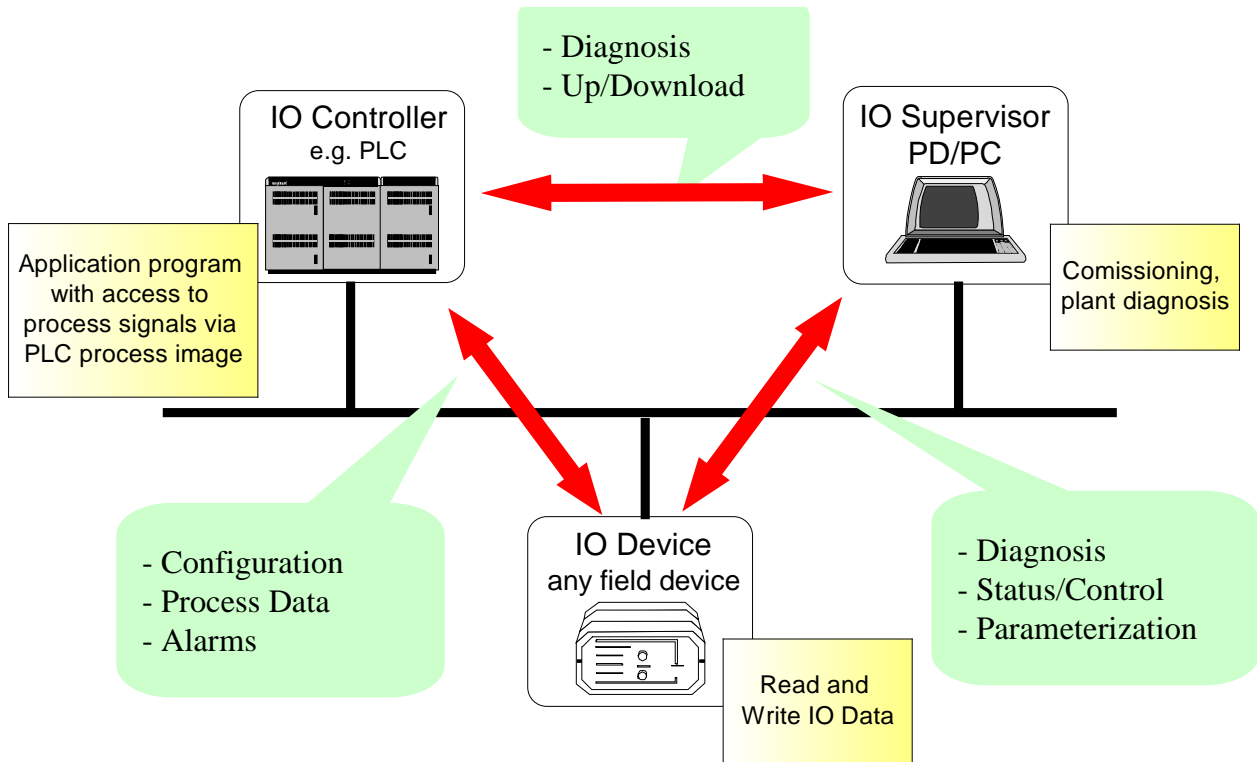 - Diagnosis
- Up/Download
IO Controller
e.g. PLC
IO Supervisor
PD/PC
Application program
with access to
process signals via
PLC process image
Comissioning,
plant diagnosis
- Configuration
- Process Data
- Alarms
IO Device
any field device
- Diagnosis
- Status/Control
- Parameterization
Read and
Write IO Data